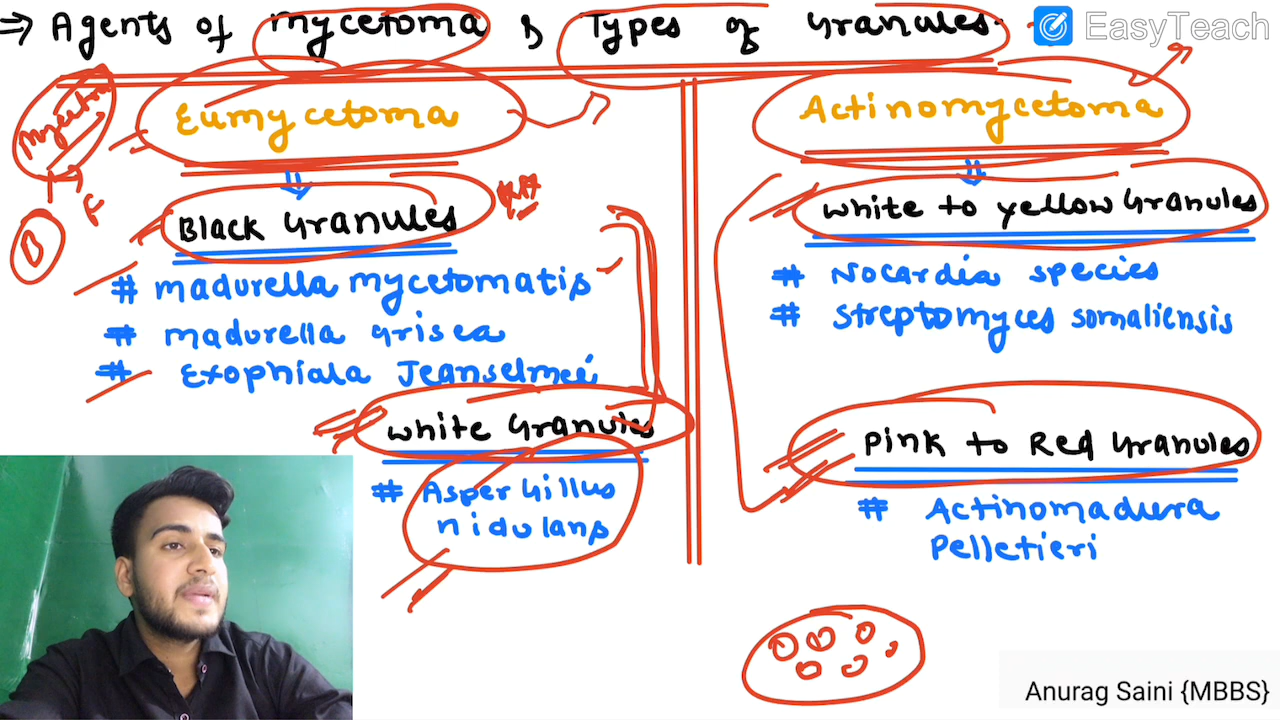 ⇒ Agents of Mycetoma & Types of Granules.
EasyTeach
Mycetoma
B
F
Eumycetoma
Black Granules
# madurella mycetomatis
# madurella Grisea
# Exophiala Jeanselmei
White Granules
# Aspergillus
nidulans
Actinomycetoma
White to yellow Granules
# Nocardia species
# Streptomyces somaliensis
Pink to Red Granules
# Actinomadura
Pelletieri
Anurag Saini {MBBS}